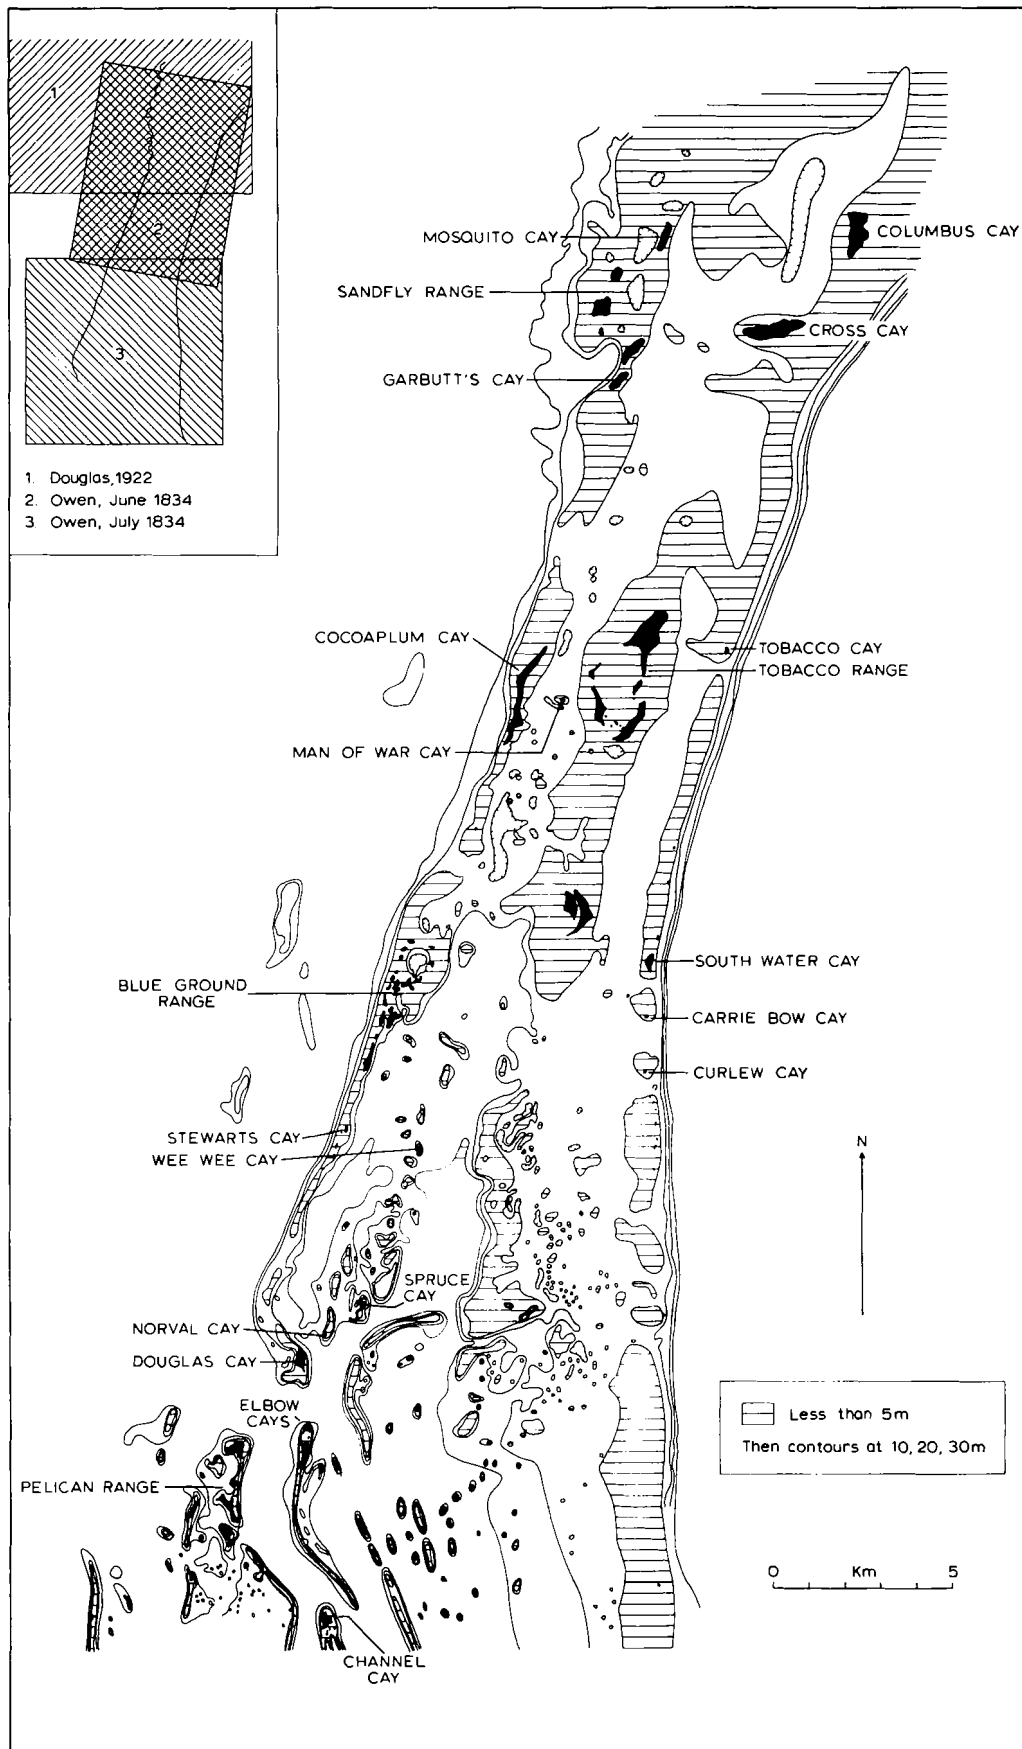 1
2
3
1. Douglas, 1922
2. Owen, June 1834
3. Owen, July 1834
MOSQUITO CAY
COLUMBUS CAY
SANDFLY RANGE
CROSS CAY
GARBUTT'S CAY
COCOAPLUM CAY
TOBACCO CAY
TOBACCO RANGE
MAN OF WAR CAY
SOUTH WATER CAY
BLUE GROUND
RANGE
CARRIE BOW CAY
CURLEW CAY
STEWARTS CAY
WEE WEE CAY
N
SPRUCE
CAY
NORVAL CAY
DOUGLAS CAY
ELBOW
CAYS
Less than 5m
Then contours at 10, 20, 30m
PELICAN RANGE
0 Km 5
CHANNEL
CAY